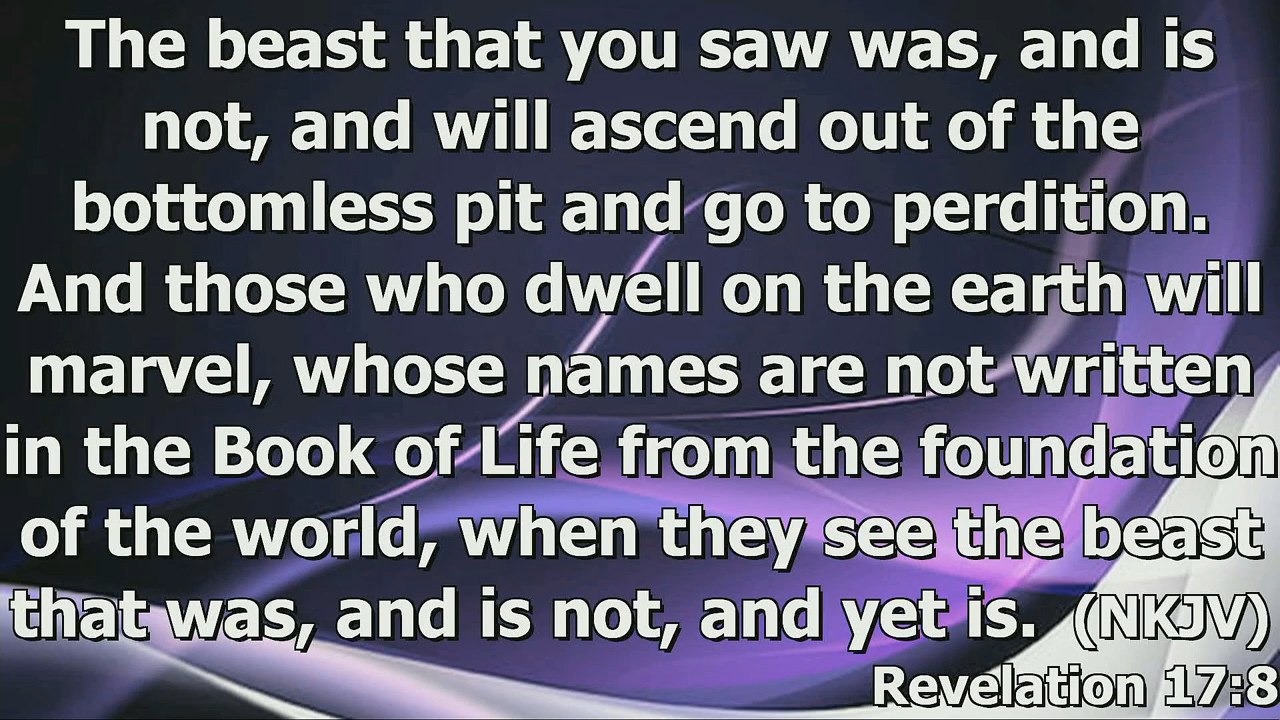 The beast that you saw was, and is
not, and will ascend out of the
bottomless pit and go to perdition.
And those who dwell on the earth will
marvel, whose names are not written
in the Book of Life from the foundation
of the world, when they see the beast
that was, and is not, and yet is. (NKJV)
Revelation 17:8